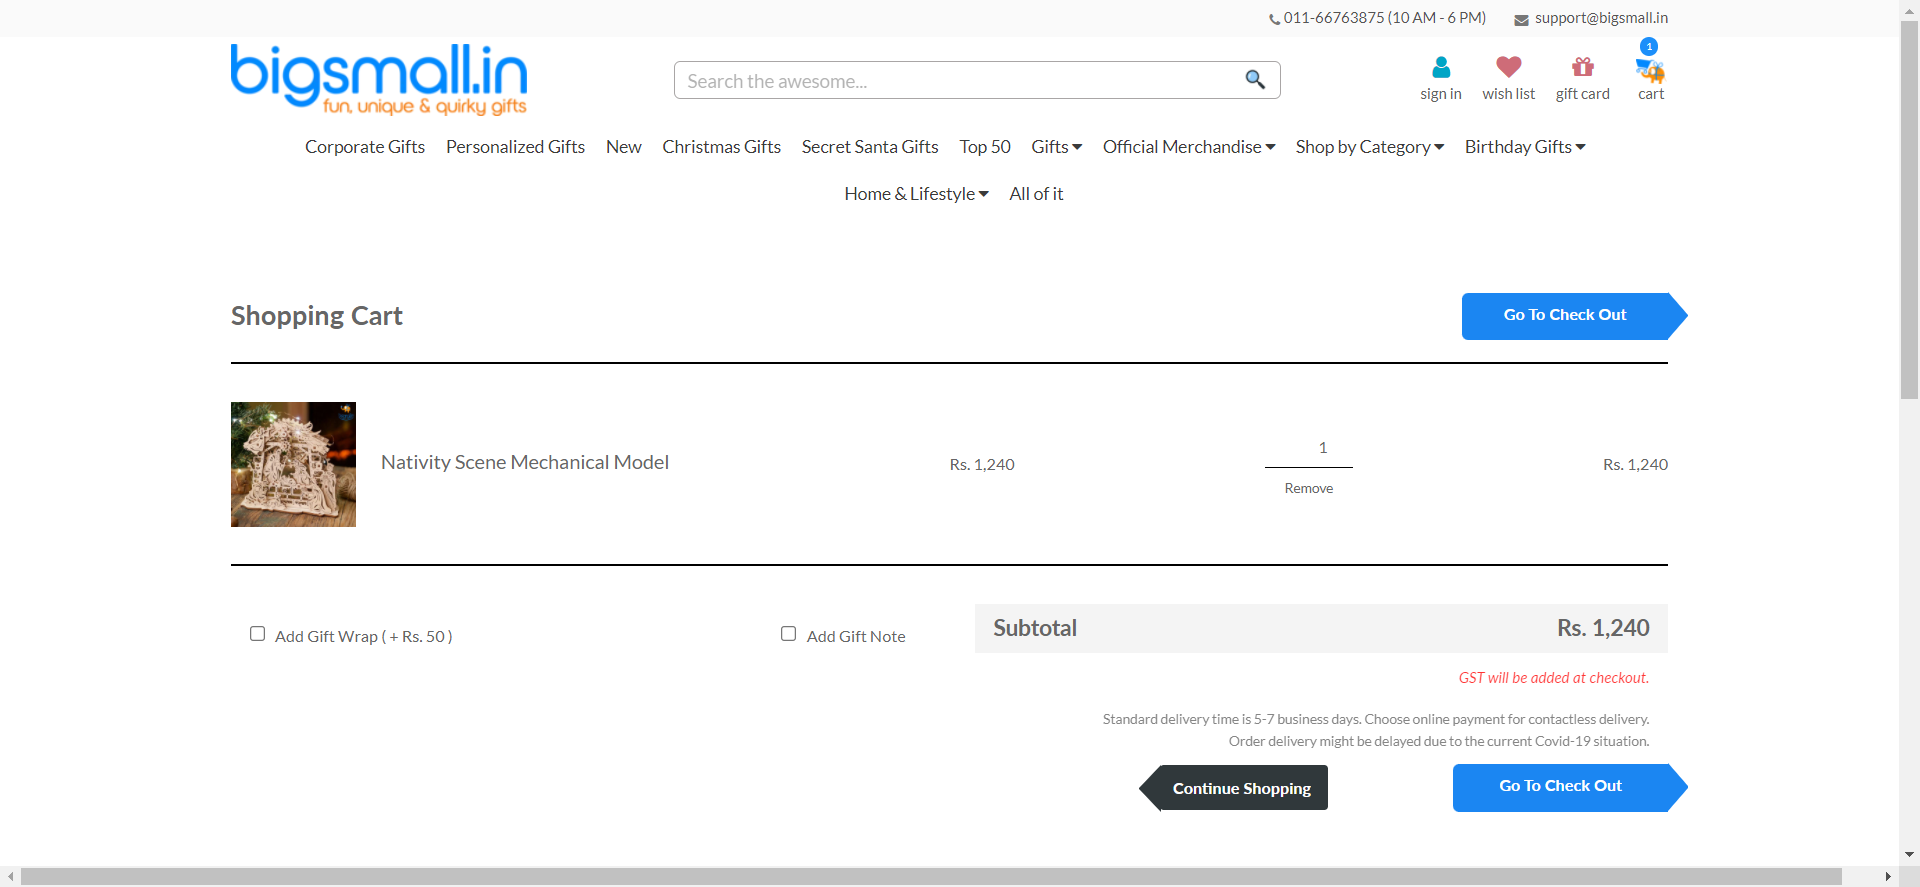 011-66763875 (10 AM - 6 PM) support@bigsmall.in
bigsmall.in
fun, unique & quirky gifts
Search the awesome...
1
sign in wish list gift card cart
Corporate Gifts Personalized Gifts New Christmas Gifts Secret Santa Gifts Top 50 Gifts Official Merchandise Shop by Category Birthday Gifts
Home & Lifestyle All of it
Shopping Cart Go To Check Out
Nativity Scene Mechanical Model Rs. 1,240 1 Rs. 1,240
Remove
Add Gift Wrap ( + Rs. 50 ) Add Gift Note Subtotal Rs. 1,240
GST will be added at checkout.
Standard delivery time is 5-7 business days. Choose online payment for contactless delivery.
Order delivery might be delayed due to the current Covid-19 situation.
Continue Shopping Go To Check Out